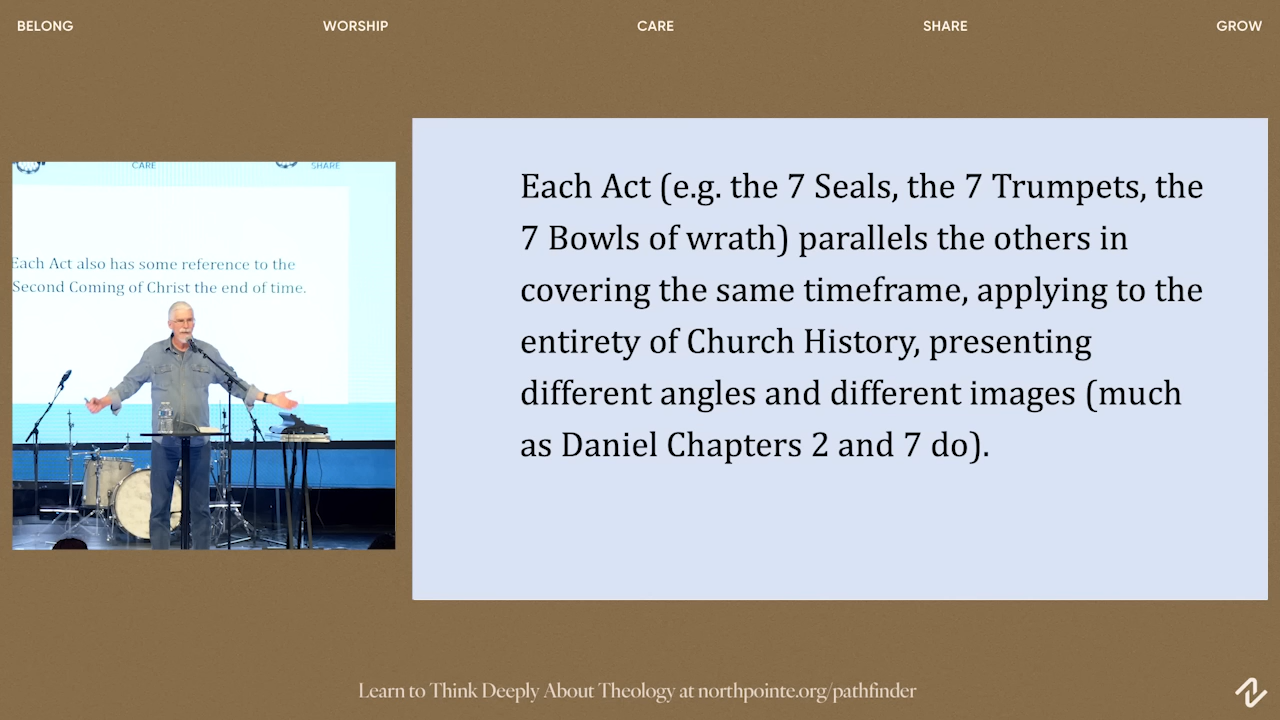 BELONG WORSHIP CARE SHARE GROW
CARE SHARE
Each Act also has some reference to the
Second Coming of Christ the end of time.
Each Act (e.g. the 7 Seals, the 7 Trumpets, the
7 Bowls of wrath) parallels the others in
covering the same timeframe, applying to the
entirety of Church History, presenting
different angles and different images (much
as Daniel Chapters 2 and 7 do).
Learn to Think Deeply About Theology at northpointe.org/pathfinder